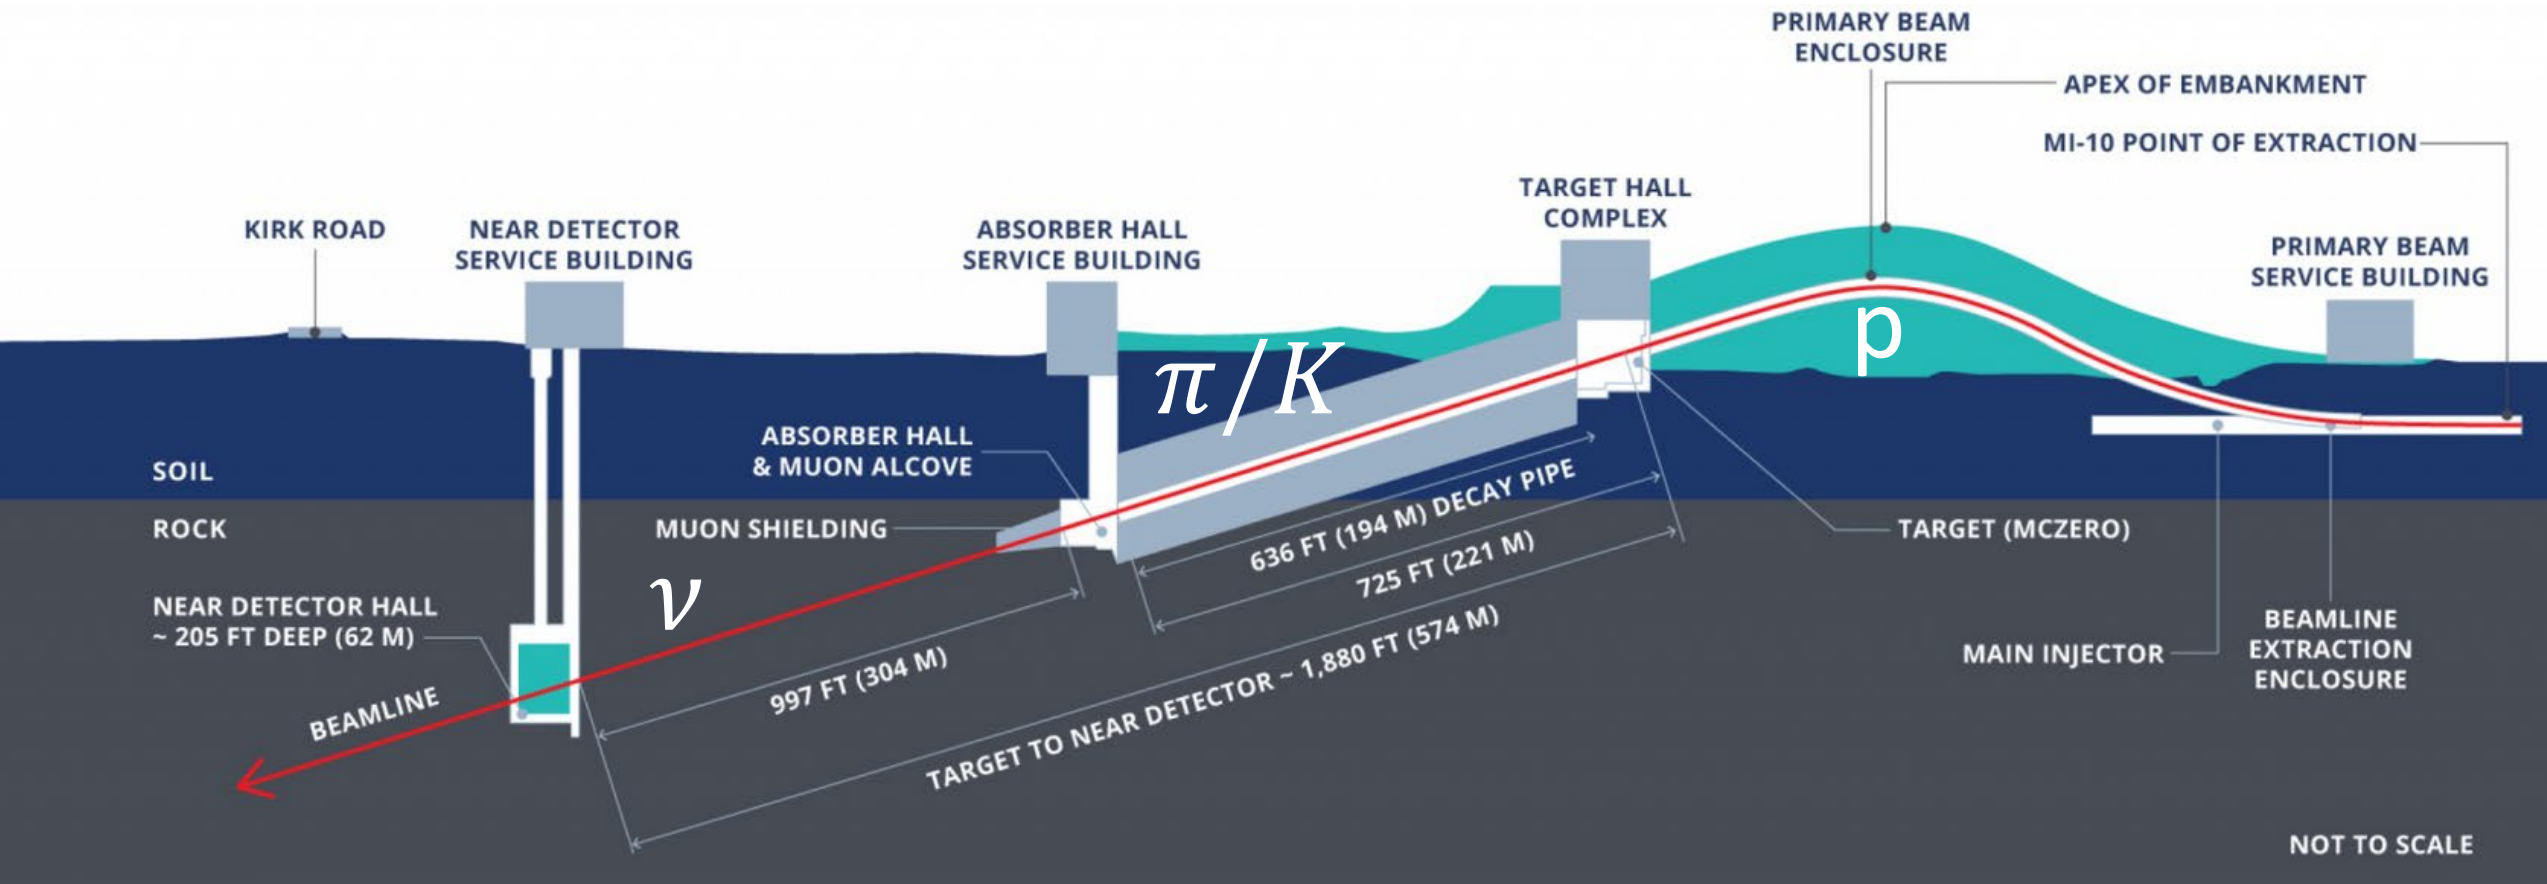 PRIMARY BEAM
ENCLOSURE
APEX OF EMBANKMENT
MI-10 POINT OF EXTRACTION
TARGET HALL
COMPLEX
KIRK ROAD
NEAR DETECTOR
SERVICE BUILDING
ABSORBER HALL
SERVICE BUILDING
PRIMARY BEAM
SERVICE BUILDING
p
π/K
ABSORBER HALL
& MUON ALCOVE
SOIL
ROCK
MUON SHIELDING
636 FT (194 M) DECAY PIPE
725 FT (221 M)
TARGET (MCZERO)
ν
NEAR DETECTOR HALL
~ 205 FT DEEP (62 M)
997 FT (304 M)
TARGET TO NEAR DETECTOR ~ 1,880 FT (574 M)
MAIN INJECTOR
BEAMLINE
EXTRACTION
ENCLOSURE
BEAMLINE
NOT TO SCALE